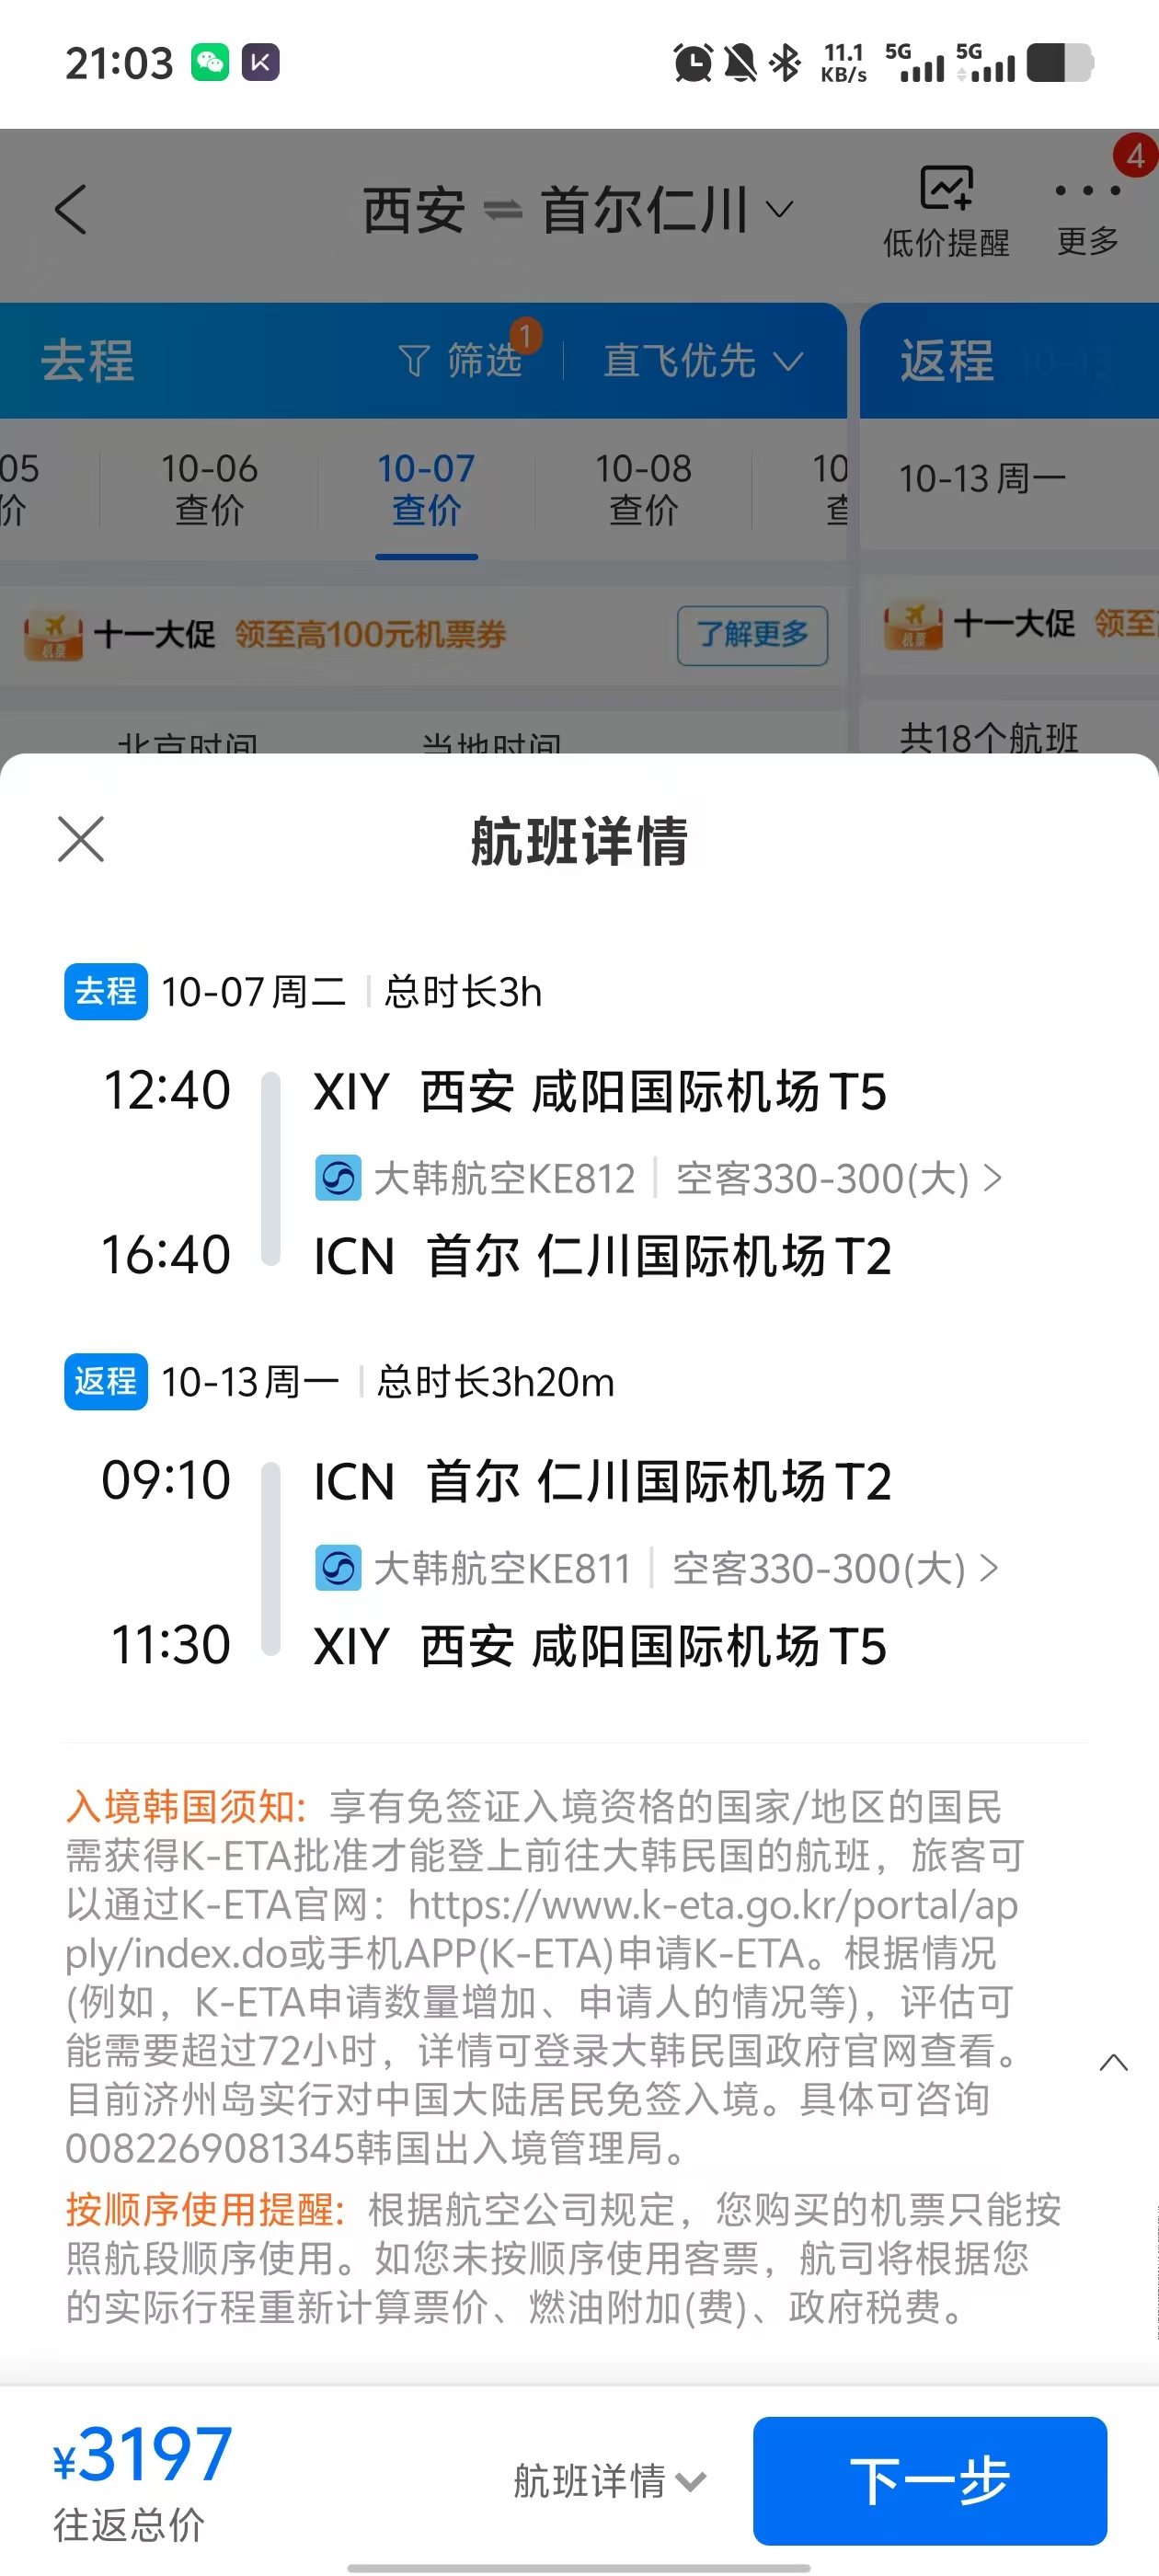 21:03
11.1
KB/s
5G
5G
西安 首尔仁川
低价提醒
4
更多
去程
筛选
1
直飞优先
返程 10-13
05
价
10-06
查价
10-07
查价
10-08
查价
10
查
10-13 周一
机票
十一大促 领至高100元机票券
了解更多
机票
十一大促 领至
北京时间
当地时间
共18个航班
航班详情
去程 10-07 周二 总时长3h
12:40 XIY 西安 咸阳国际机场 T5
大韩航空KE812 空客330-300(大)
16:40 ICN 首尔 仁川国际机场 T2
返程 10-13 周一 总时长3h20m
09:10 ICN 首尔 仁川国际机场 T2
大韩航空KE811 空客330-300(大)
11:30 XIY 西安 咸阳国际机场 T5
入境韩国须知: 享有免签证入境资格的国家/地区的国民
需获得K-ETA批准才能登上前往大韩民国的航班，旅客可
以通过K-ETA官网：https://www.k-eta.go.kr/portal/ap
ply/index.do或手机APP(K-ETA)申请K-ETA。根据情况
(例如，K-ETA申请数量增加、申请人的情况等)，评估可
能需要超过72小时，详情可登录大韩民国政府官网查看。
目前济州岛实行对中国大陆居民免签入境。具体可咨询
0082269081345韩国出入境管理局。
按顺序使用提醒: 根据航空公司规定，您购买的机票只能按
照航段顺序使用。如您未按顺序使用客票，航司将根据您
的实际行程重新计算票价、燃油附加(费)、政府税费。
¥3197
往返总价
航班详情
下一步